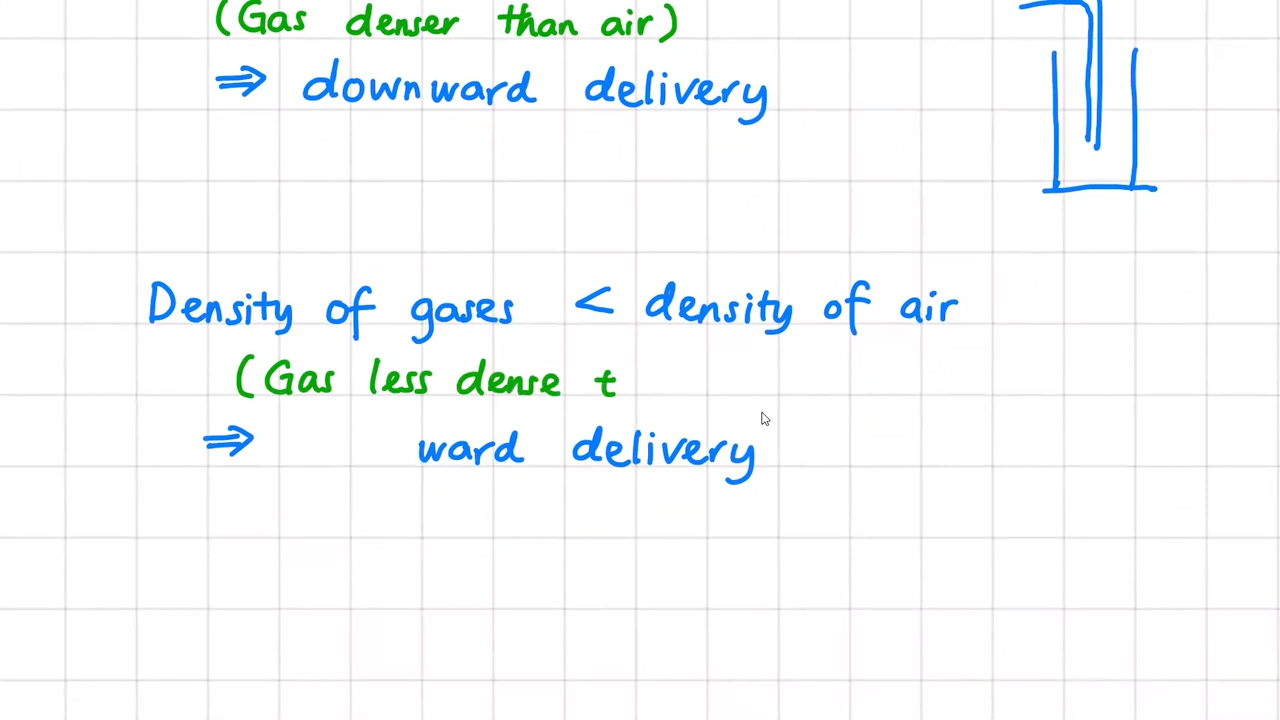 (Gas denser than air)
⇒ downward delivery
Density of gases < density of air
(Gas less dense t
⇒ ward delivery